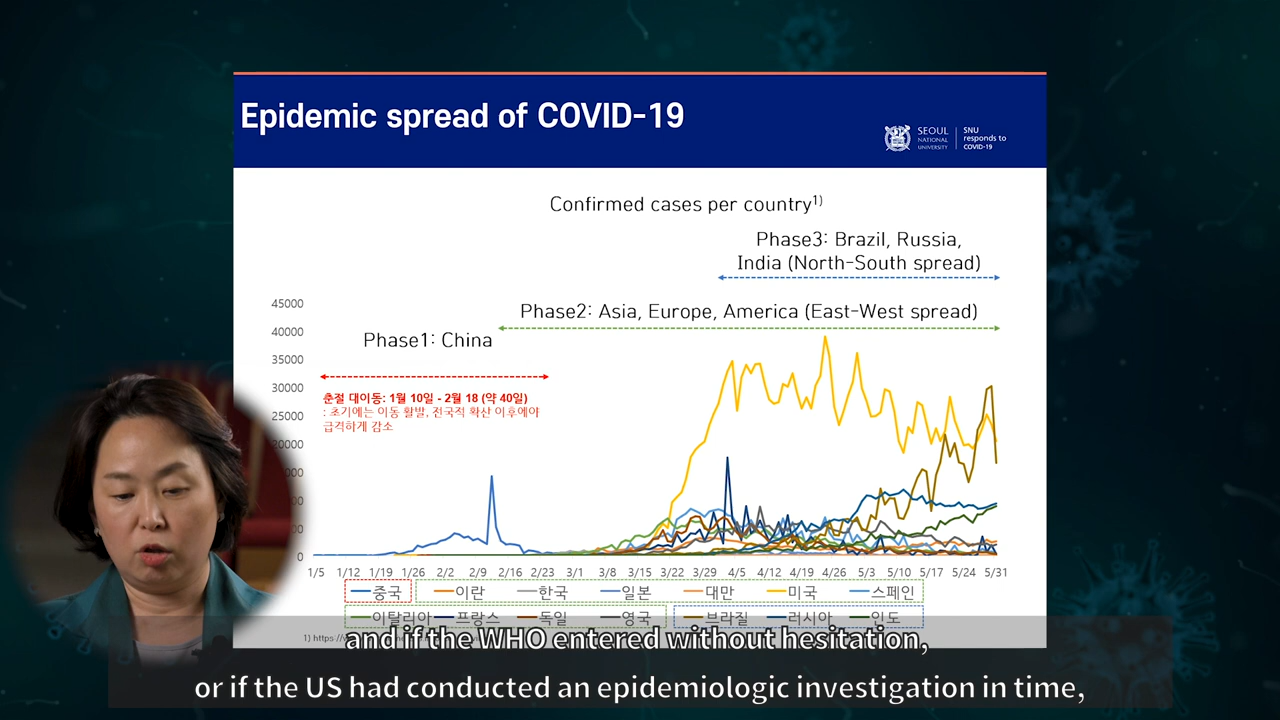 Epidemic spread of COVID-19
SEOUL
NATIONAL
UNIVERSITY
SNU
responds to
COVID-19
Confirmed cases per country1)
Phase3: Brazil, Russia,
India (North-South spread)
Phase2: Asia, Europe, America (East-West spread)
Phase1: China
춘절 대이동: 1월 10일 - 2월 18 (약 40일)
: 초기에는 이동 활발, 전국적 확산 이후에야
급격하게 감소
45000
40000
35000
30000
25000
20000
0
1/5 1/12 1/19 1/26 2/2 2/9 2/16 2/23 3/1 3/8 3/15 3/22 3/29 4/5 4/12 4/19 4/26 5/3 5/10 5/17 5/24 5/31
중국 이란 한국 일본 대만 미국 스페인
이탈리아 프랑스 독일 영국 브라질 러시아 인도
1) https://
and if the WHO entered without hesitation,
or if the US had conducted an epidemiologic investigation in time,